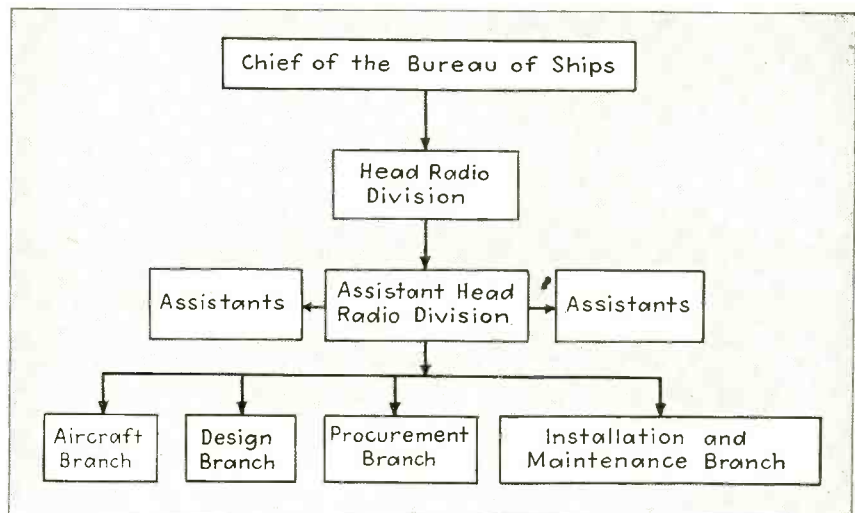 Chief of the Bureau of Ships
Head Radio
Division
Assistants
Assistant Head
Radio Division
Assistants
Aircraft
Branch
Design
Branch
Procurement
Branch
Installation and
Maintenance Branch